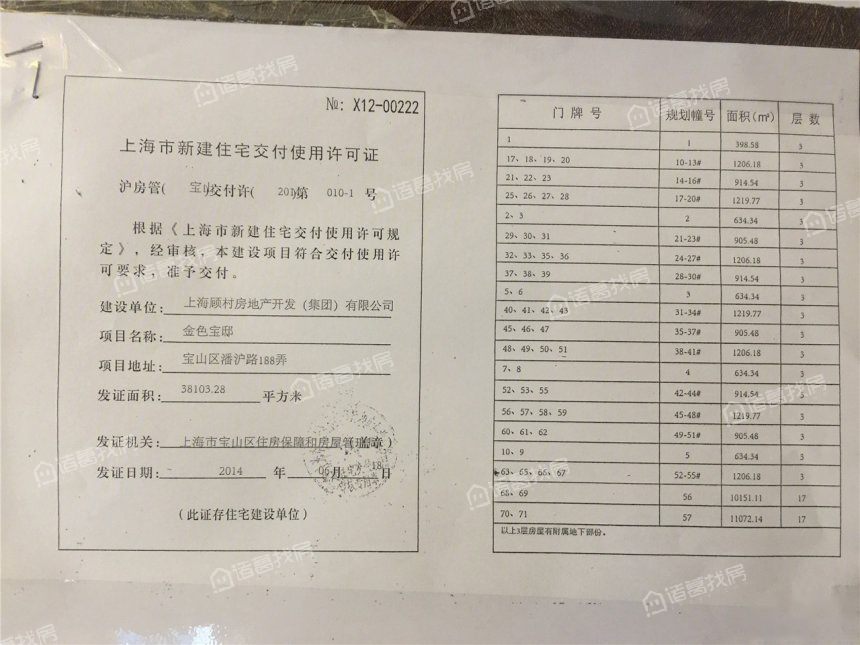 №: X12-00222
上海市新建住宅交付使用许可证
沪房管( 宝山)交付许( 201 )第 010-1 号
根据《上海市新建住宅交付使用许可规
定》，经审核，本建设项目符合交付使用许
可要求，准予交付。
建设单位: 上海顾村房地产开发（集团）有限公司
项目名称: 金色宝邸
项目地址: 宝山区潘沪路188弄
发证面积: 38103.28 平方米
发证机关: 上海市宝山区住房保障和房屋管理 (盖章)
发证日期: 2014 年 06 月 18 日
(此证存住宅建设单位)
门牌号 规划幢号 面积(㎡) 层数
1 1 398.58 3
17、18、19、20 10-13# 1206.18 3
21、22、23 14-16# 914.54 3
25、26、27、28 17-20# 1219.77 3
2、3 2 634.34 3
29、30、31 21-23# 905.48 3
32、33、35、36 24-27# 1206.18 3
37、38、39 28-30# 914.54 3
5、6 3 634.34 3
40、41、42、43 31-34# 1219.77 3
45、46、47 35-37# 905.48 3
48、49、50、51 38-41# 1206.18 3
7、8 4 634.34 3
52、53、55 42-44# 914.54 3
56、57、58、59 45-48# 1219.77 3
60、61、62 49-51# 905.48 3
10、9 5 634.34 3
63、65、66、67 52-55# 1206.18 3
68、69 56 10151.11 17
70、71 57 11072.14 17
以上3层房屋有附属地下部份。
诸葛找房